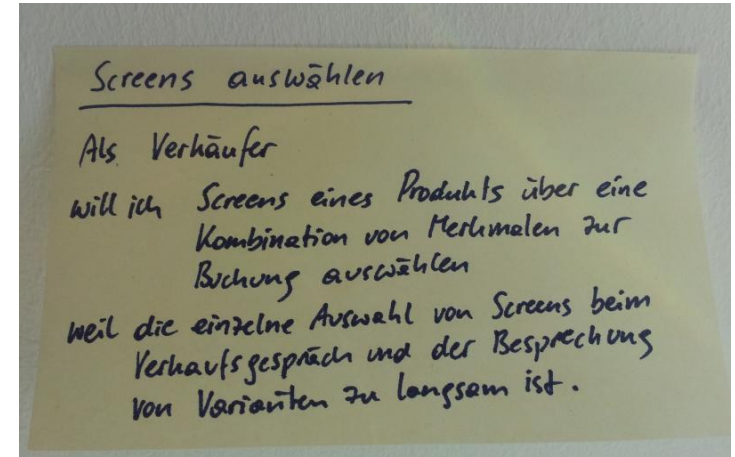 Screens auswählen
Als Verkäufer
will ich Screens eines Produkts über eine
Kombination von Merkmalen zur
Buchung auswählen
weil die einzelne Auswahl von Screens beim
Verkaufsgespräch und der Besprechung
von Varianten zu langsam ist.